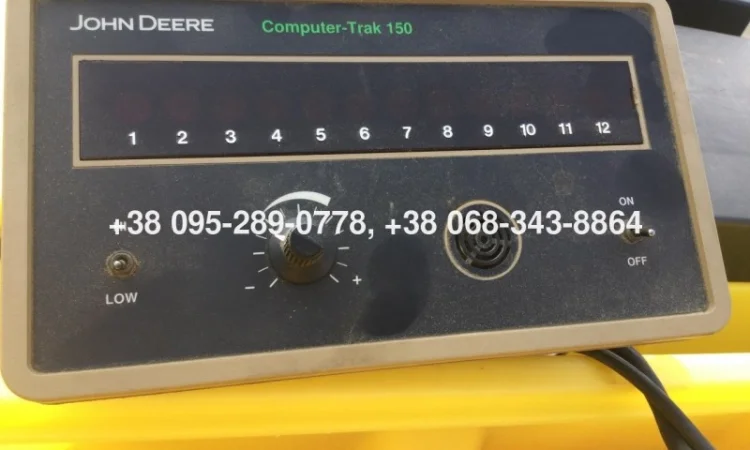 JOHN DEERE Computer-Trak 150
1 2 3 4 5 6 7 8 9 10 11 12
ON
+38 095-289-0778, +38 068-343-8864
OFF
- +
LOW